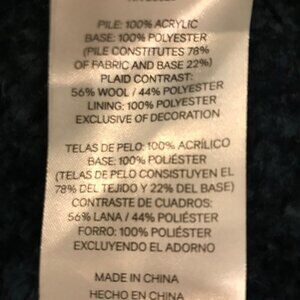 PILE: 100% ACRYLIC
BASE: 100% POLYESTER
(PILE CONSTITUTES 78%
OF FABRIC AND BASE 22%)
PLAID CONTRAST:
56% WOOL / 44% POLYESTER
LINING: 100% POLYESTER
EXCLUSIVE OF DECORATION
TELAS DE PELO: 100% ACRÍLICO
BASE: 100% POLIÉSTER
(TELAS DE PELO CONSISTUYEN EL
78% DEL TEJIDO Y 22% DEL BASE)
CONTRASTE DE CUADROS:
56% LANA / 44% POLIÉSTER
FORRO: 100% POLIÉSTER
EXCLUYENDO EL ADORNO
MADE IN CHINA
HECHO EN CHINA